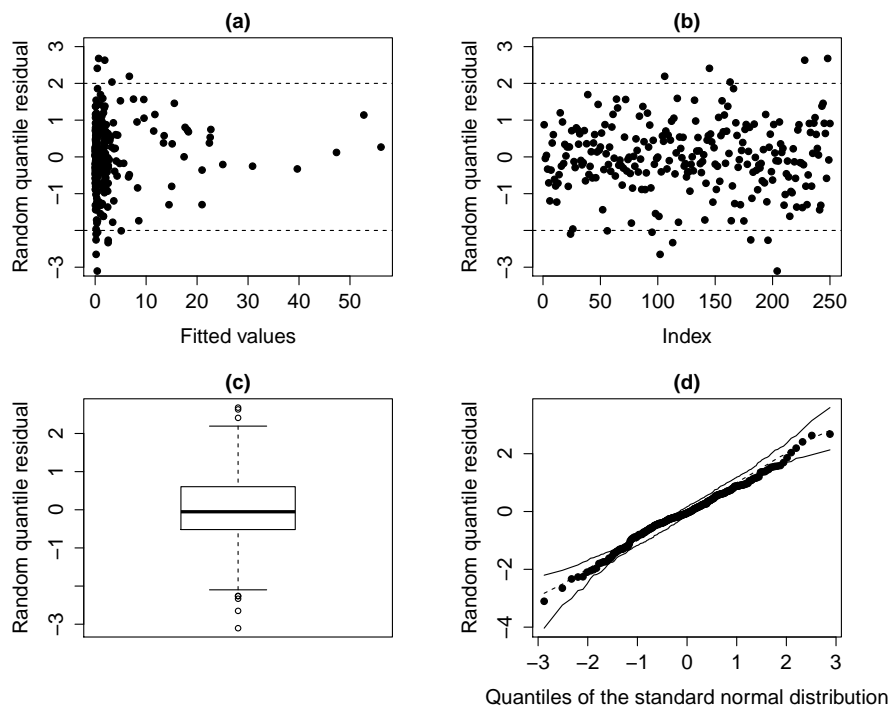 (a)
Random quantile residual
3
2
1
0
−1
−3
0 10 20 30 40 50
Fitted values
(b)
Random quantile residual
3
2
1
0
−1
−3
0 50 100 150 200 250
Index
(c)
Random quantile residual
2
1
0
−1
−3
(d)
Random quantile residual
2
0
−2
−4
−3 −2 −1 0 1 2 3
Quantiles of the standard normal distribution